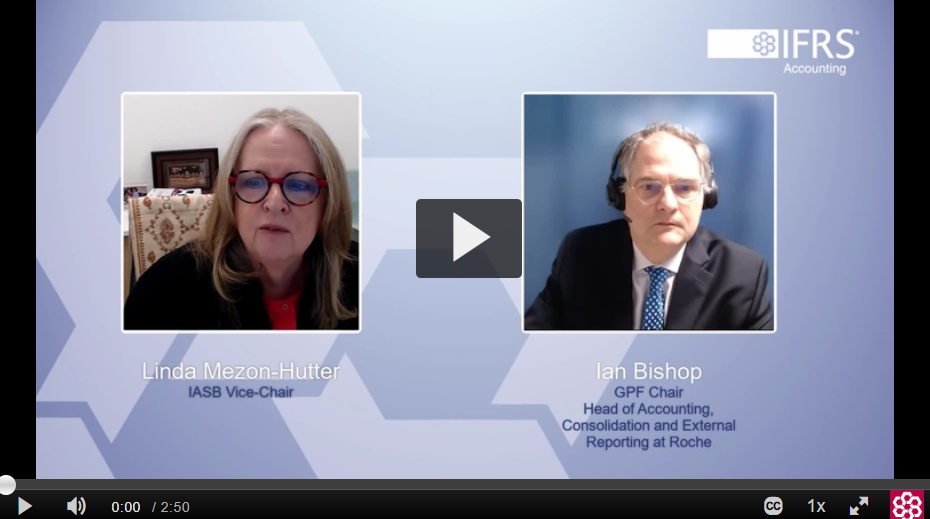 IFRS
Accounting
Linda Mezon-Hutter
IASB Vice-Chair
Ian Bishop
GPF Chair
Head of Accounting,
Consolidation and External
Reporting at Roche
0:00 / 2:50
CC
1x